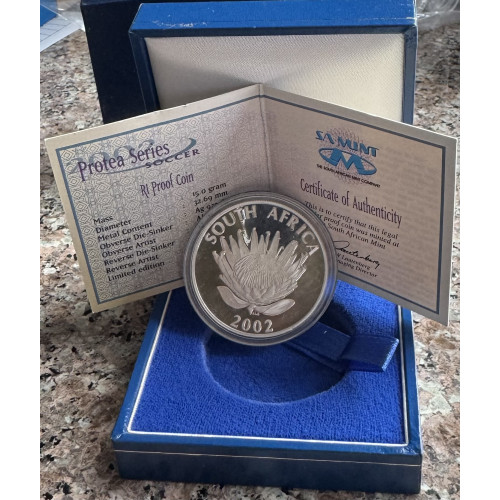 Protea Series
SOCCER
R1 Proof Coin
Mass 15.0 gram
Diameter 32.69 mm
Metal Content Ag
Obverse Die-Sinker
Obverse Artist
Reverse Die-Sinker
Reverse Artist
Limited edition
SA MINT
THE SOUTH AFRICAN MINT COMPANY
Certificate of Authenticity
This is to certify that this legal
proof coin was minted at
South African Mint
Director
SOUTH AFRICA
2002